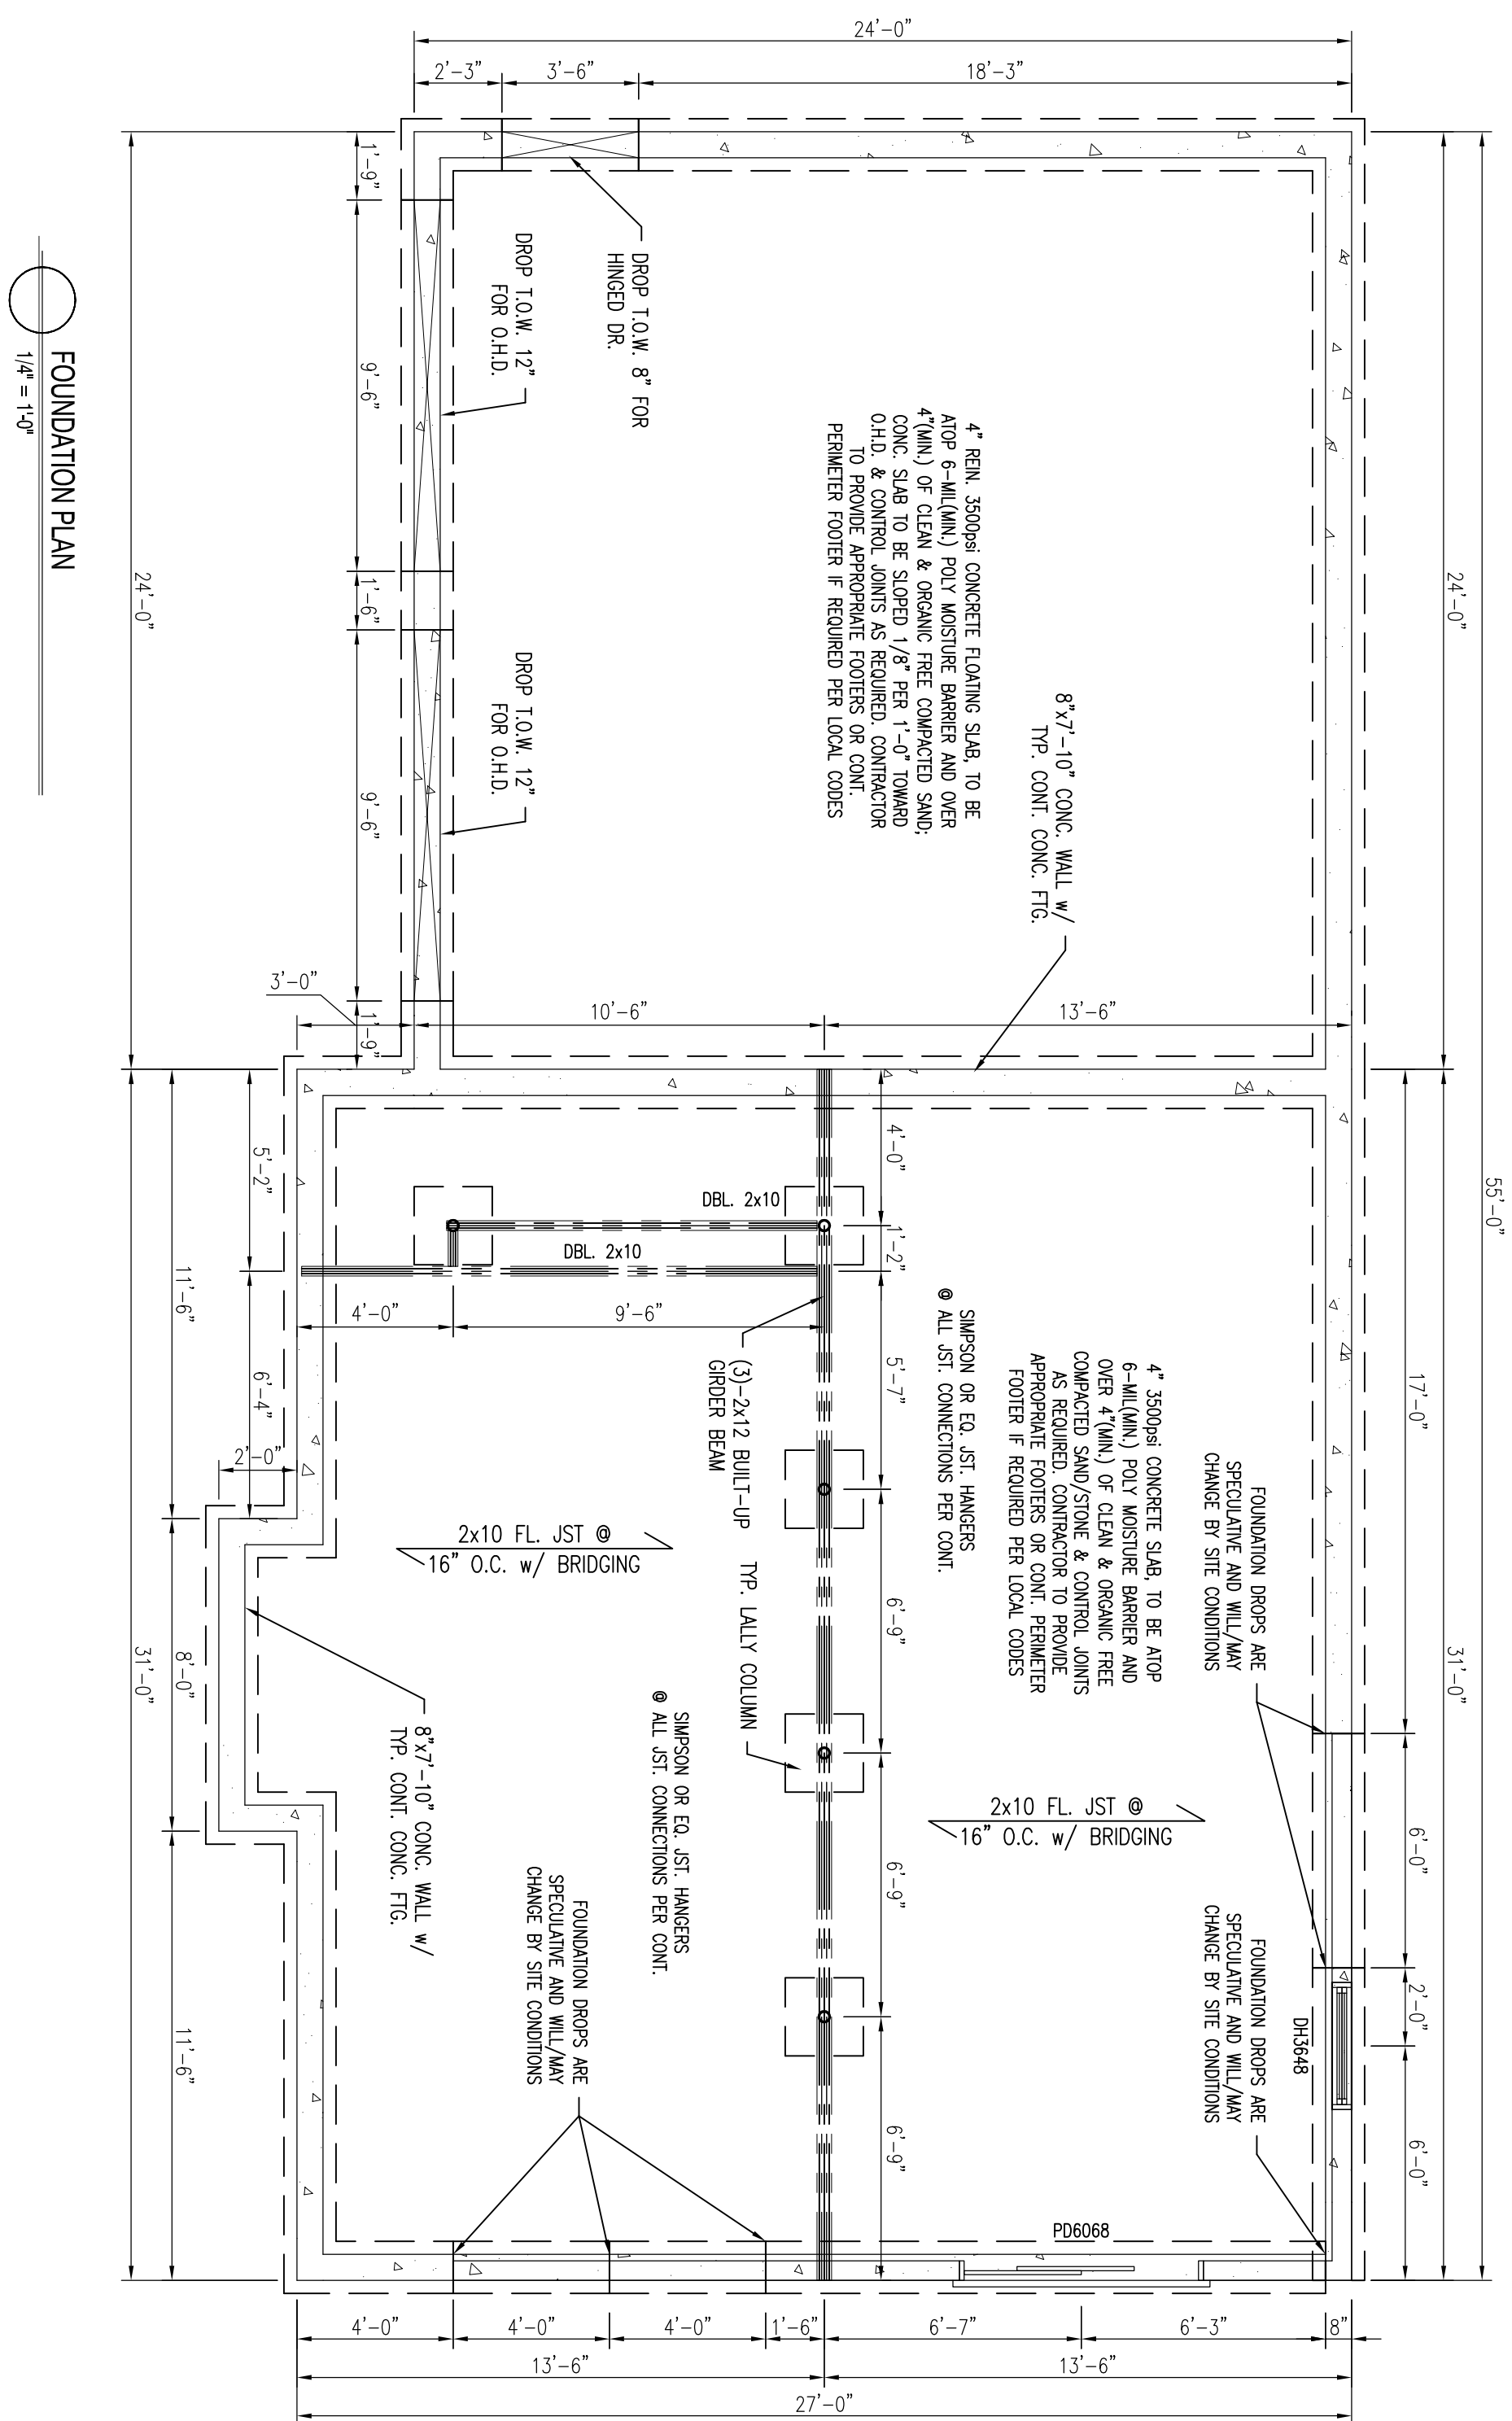 55'-0"
24'-0"
31'-0"
17'-0"
6'-0"
2'-0"
6'-0"
24'-0"
2'-3"
3'-6"
18'-3"
DROP T.O.W. 8" FOR
HINGED DR.
DROP T.O.W. 12"
FOR O.H.D.
DROP T.O.W. 12"
FOR O.H.D.
4" REIN. 3500psi CONCRETE FLOATING SLAB, TO BE
ATOP 6-MIL(MIN.) POLY MOISTURE BARRIER AND OVER
4"(MIN.) OF CLEAN & ORGANIC FREE COMPACTED SAND;
CONC. SLAB TO BE SLOPED 1/8" PER 1'-0" TOWARD
O.H.D. & CONTROL JOINTS AS REQUIRED. CONTRACTOR
TO PROVIDE APPROPRIATE FOOTERS OR CONT.
PERIMETER FOOTER IF REQUIRED PER LOCAL CODES
8"x7'-10" CONC. WALL w/
TYP. CONT. CONC. FTG.
1'-9"
9'-6"
1'-6"
9'-6"
1'-9"
24'-0"
3'-0"
10'-6"
13'-6"
4'-0"
1'-2"
5'-7"
6'-9"
6'-9"
6'-9"
DBL. 2x10
DBL. 2x10
4'-0"
9'-6"
SIMPSON OR EQ. JST. HANGERS
@ ALL JST. CONNECTIONS PER CONT.
4" 3500psi CONCRETE SLAB, TO BE ATOP
6-MIL(MIN.) POLY MOISTURE BARRIER AND
OVER 4"(MIN.) OF CLEAN & ORGANIC FREE
COMPACTED SAND/STONE & CONTROL JOINTS
AS REQUIRED. CONTRACTOR TO PROVIDE
APPROPRIATE FOOTERS OR CONT. PERIMETER
FOOTER IF REQUIRED PER LOCAL CODES
FOUNDATION DROPS ARE
SPECULATIVE AND WILL/MAY
CHANGE BY SITE CONDITIONS
FOUNDATION DROPS ARE
SPECULATIVE AND WILL/MAY
CHANGE BY SITE CONDITIONS
DH3648
PD6068
(3)-2x12 BUILT-UP
GIRDER BEAM
TYP. LALLY COLUMN
2x10 FL. JST @
16" O.C. w/ BRIDGING
2x10 FL. JST @
16" O.C. w/ BRIDGING
SIMPSON OR EQ. JST. HANGERS
@ ALL JST. CONNECTIONS PER CONT.
FOUNDATION DROPS ARE
SPECULATIVE AND WILL/MAY
CHANGE BY SITE CONDITIONS
8"x7'-10" CONC. WALL w/
TYP. CONT. CONC. FTG.
5'-2"
6'-4"
2'-0"
11'-6"
8'-0"
11'-6"
31'-0"
4'-0"
4'-0"
4'-0"
1'-6"
6'-7"
6'-3"
8"
13'-6"
13'-6"
27'-0"
FOUNDATION PLAN
1/4" = 1'-0"